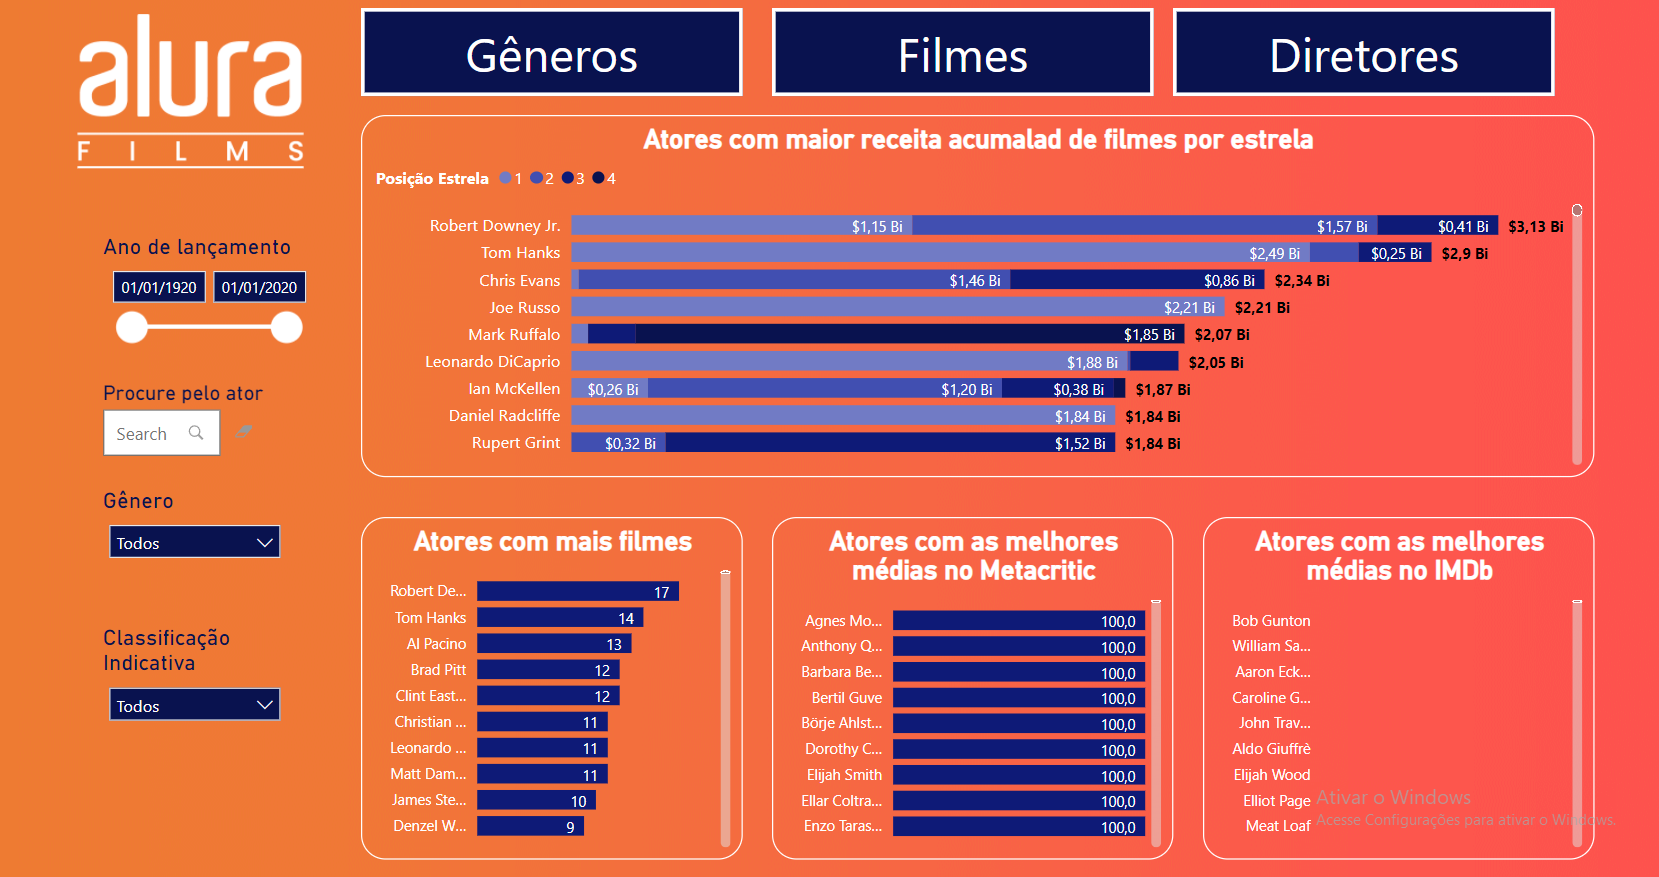 alura
FILMS
Gêneros
Filmes
Diretores
Ano de lançamento
01/01/1920 01/01/2020
Procure pelo ator
Search
Gênero
Todos
Classificação
Indicativa
Todos
Atores com maior receita acumalad de filmes por estrela
Posição Estrela 1 2 3 4
Robert Downey Jr. $1,15 Bi $1,57 Bi $0,41 Bi $3,13 Bi
Tom Hanks $2,49 Bi $0,25 Bi $2,9 Bi
Chris Evans $1,46 Bi $0,86 Bi $2,34 Bi
Joe Russo $2,21 Bi $2,21 Bi
Mark Ruffalo $1,85 Bi $2,07 Bi
Leonardo DiCaprio $1,88 Bi $2,05 Bi
Ian McKellen $0,26 Bi $1,20 Bi $0,38 Bi $1,87 Bi
Daniel Radcliffe $1,84 Bi $1,84 Bi
Rupert Grint $0,32 Bi $1,52 Bi $1,84 Bi
Atores com mais filmes
Robert De... 17
Tom Hanks 14
Al Pacino 13
Brad Pitt 12
Clint East... 12
Christian ... 11
Leonardo ... 11
Matt Dam... 11
James Ste... 10
Denzel W... 9
Atores com as melhores
médias no Metacritic
Agnes Mo... 100,0
Anthony Q... 100,0
Barbara Be... 100,0
Bertil Guve 100,0
Börje Ahlst... 100,0
Dorothy C... 100,0
Elijah Smith 100,0
Ellar Coltra... 100,0
Enzo Taras... 100,0
Atores com as melhores
médias no IMDb
Bob Gunton
William Sa...
Aaron Eck...
Caroline G...
John Trav...
Aldo Giuffrè
Elijah Wood
Elliot Page
Meat Loaf
Ativar o Windows
Acesse Configurações para ativar o Windows.